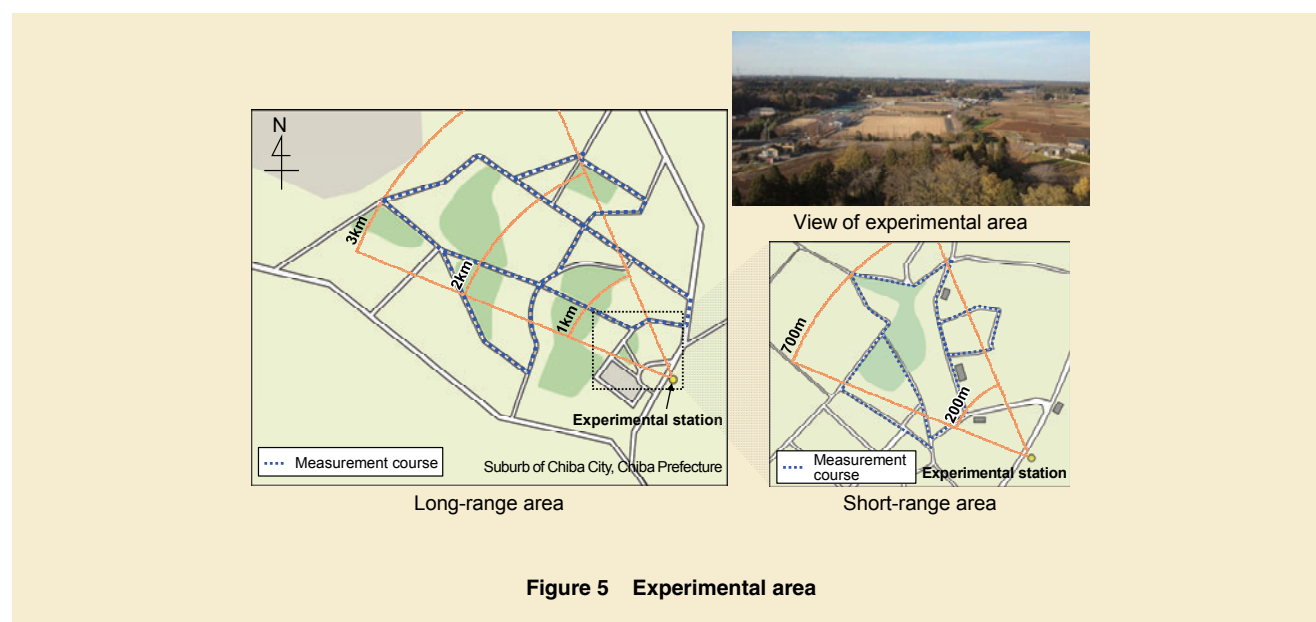 N
3km
2km
1km
Experimental station
Measurement course
Suburb of Chiba City, Chiba Prefecture
Long-range area
View of experimental area
700m
200m
Measurement
course
Experimental station
Short-range area
Figure 5 Experimental area